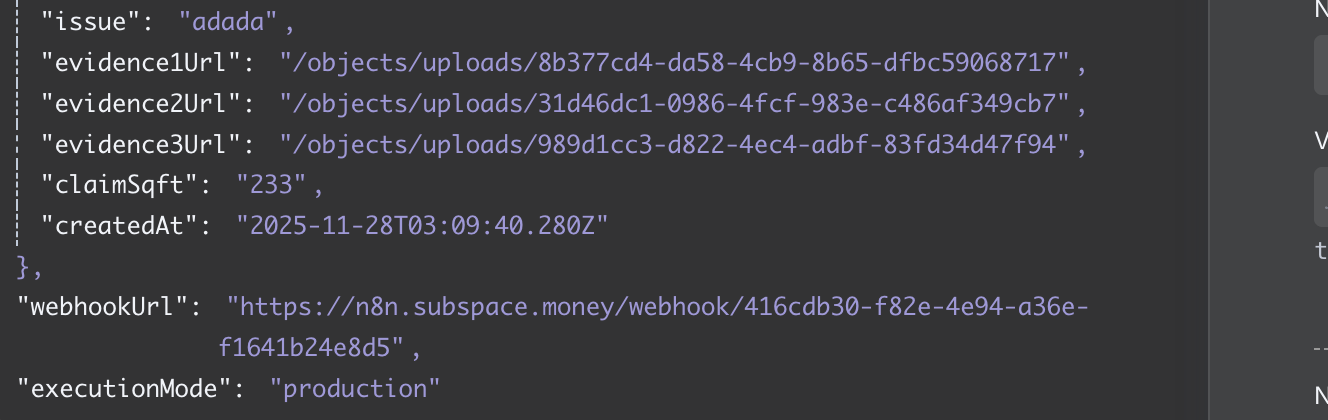 "issue": "adada",
"evidence1Url": "/objects/uploads/8b377cd4-da58-4cb9-8b65-dfbc59068717",
"evidence2Url": "/objects/uploads/31d46dc1-0986-4fcf-983e-c486af349cb7",
"evidence3Url": "/objects/uploads/989d1cc3-d822-4ec4-adbf-83fd34d47f94",
"claimSqft": "233",
"createdAt": "2025-11-28T03:09:40.280Z"
},
"webhookUrl": "https://n8n.subspace.money/webhook/416cdb30-f82e-4e94-a36e-
f1641b24e8d5",
"executionMode": "production"